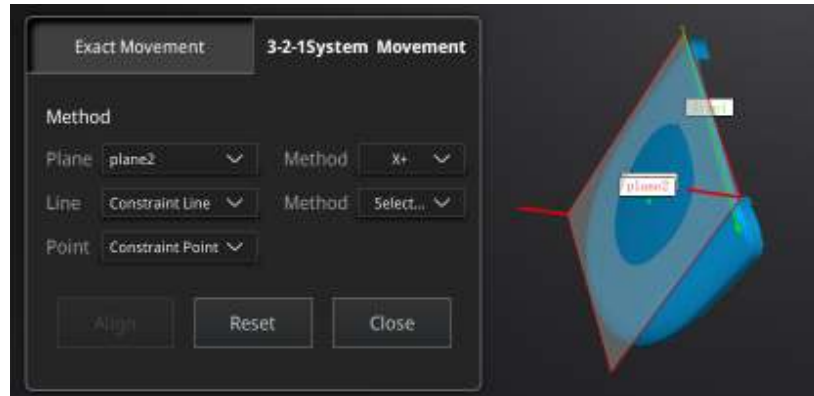 Exact Movement
3-2-1System Movement
Method
Plane plane2 Method X+
Line Constraint Line Method Select...
Point Constraint Point
Align Reset Close
plane2